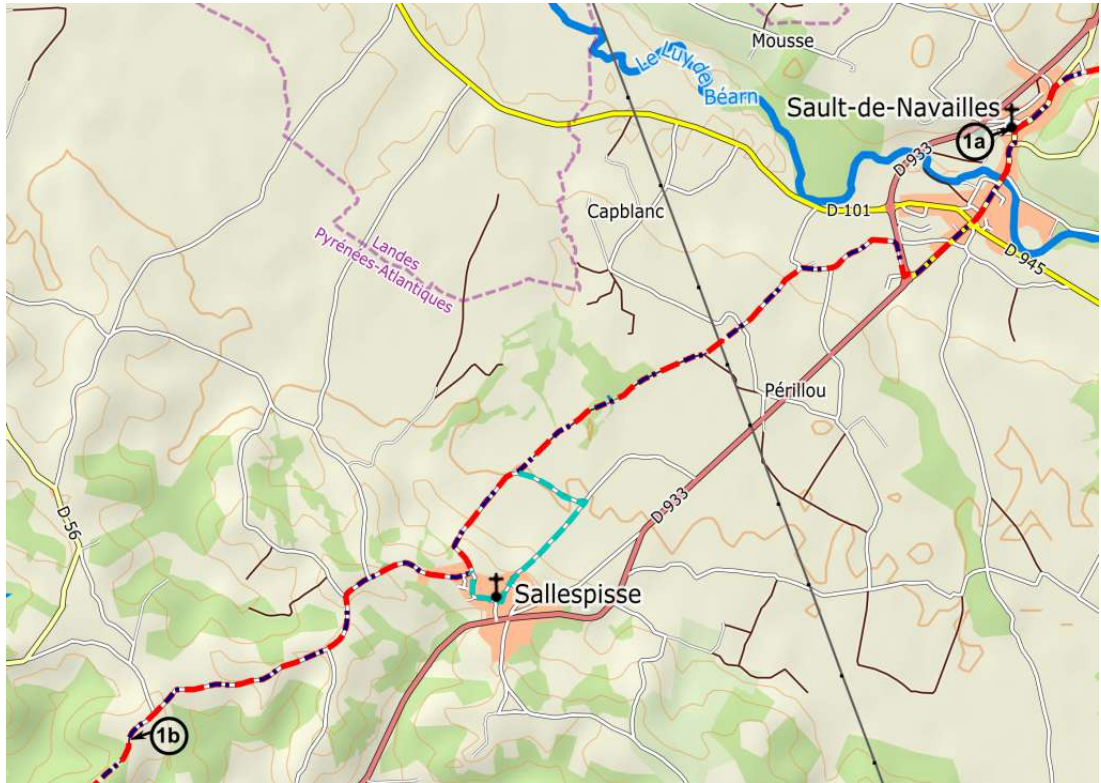 Mousse
Le Luy de
Béarn
Sault-de-Navailles
1a
D 933
Capblanc
D 101
Landes
Pyrénées-Atlantiques
D 945
Périllou
D 933
D 56
Sallespisse
1b